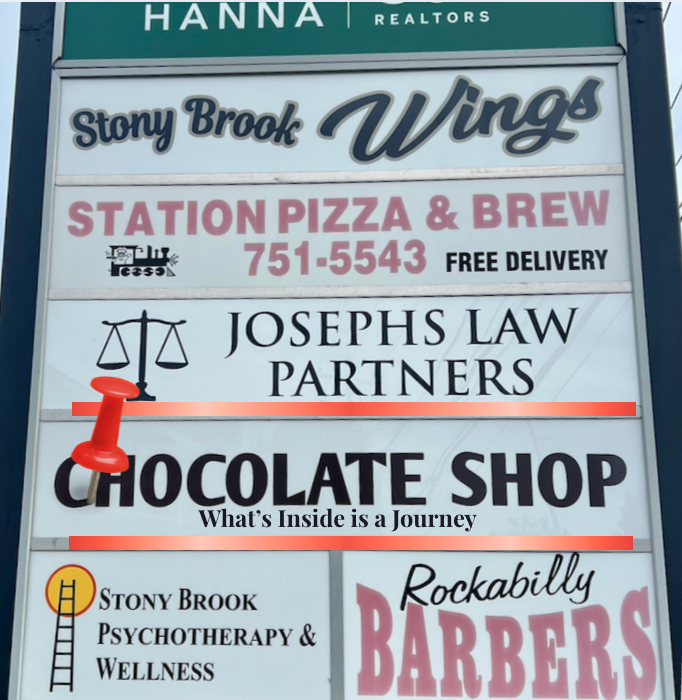 HANNA
REALTORS
Stony Brook Wings
STATION PIZZA & BREW
751-5543 FREE DELIVERY
JOSEPHS LAW
PARTNERS
CHOCOLATE SHOP
What's Inside is a Journey
STONY BROOK
PSYCHOTHERAPY &
WELLNESS
Rockabilly
BARBERS